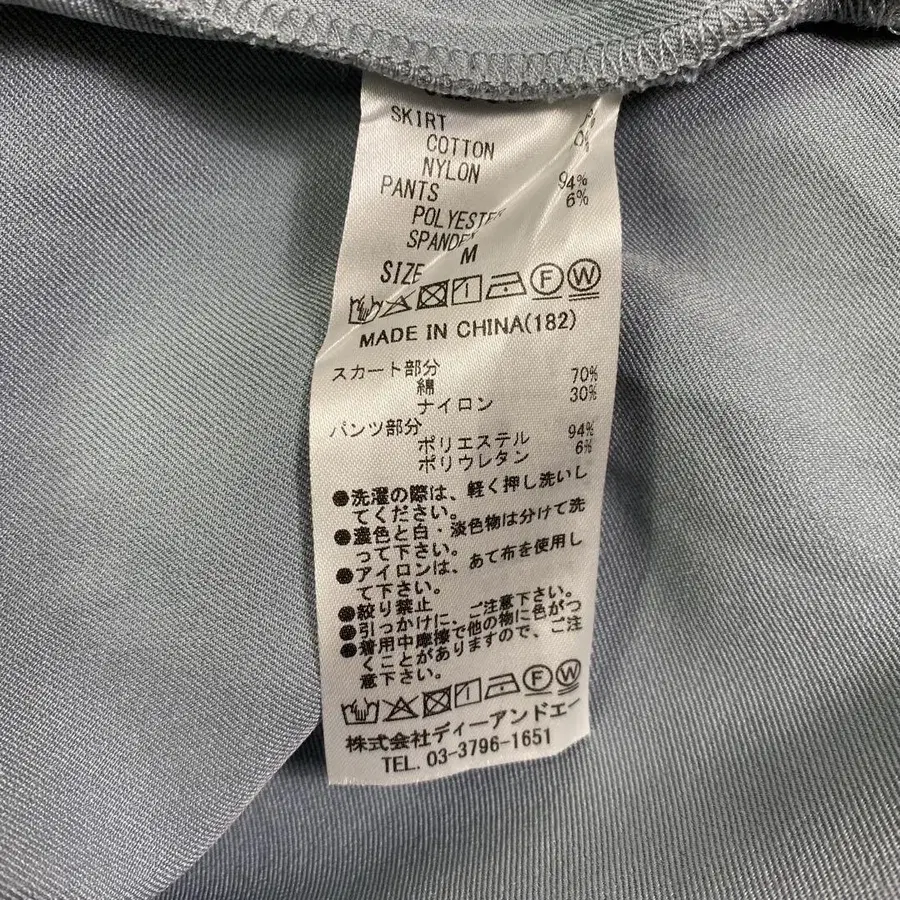 SKIRT
COTTON
NYLON
PANTS 94%
POLYESTE 6%
SPANDE
SIZE M
F W
MADE IN CHINA(182)
スカート部分
綿 70%
ナイロン 30%
パンツ部分
ポリエステル 94%
ポリウレタン 6%
●洗濯の際は、軽く押し洗いし
てください。
●濃色と白・淡色物は分けて洗
って下さい。
●アイロンは、あて布を使用し
て下さい。
●絞り禁止
●引っかけに、ご注意下さい。
●着用中摩擦で他の物に色がつ
くことがありますので、ご注
意下さい。
F W
株式会社ディーアンドエー
TEL. 03-3796-1651